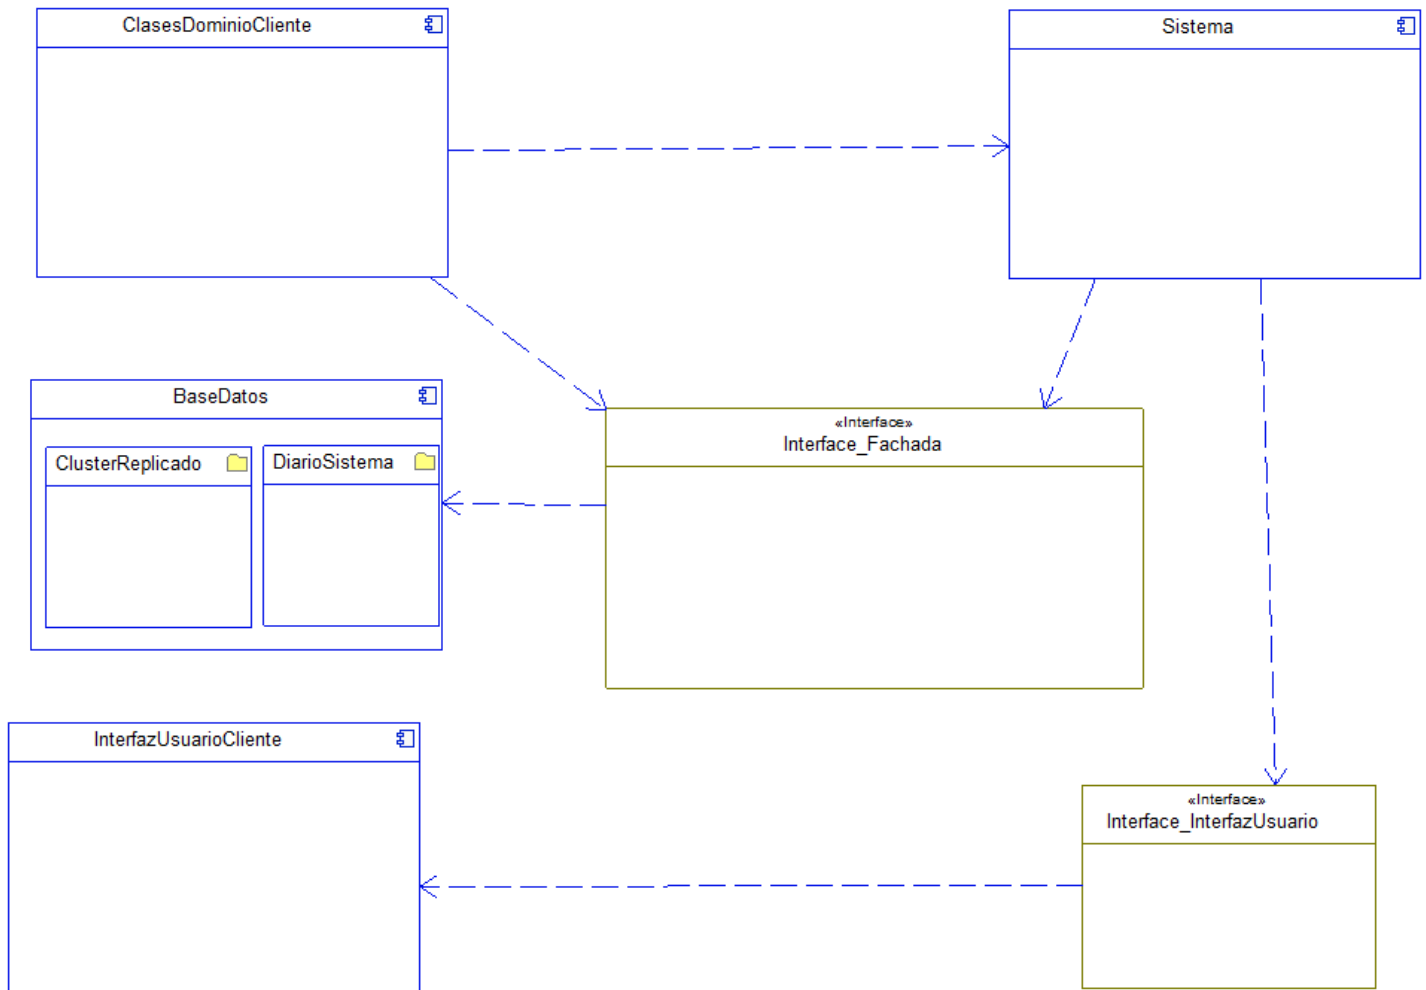 ClasesDominioCliente
Sistema
BaseDatos
ClusterReplicado
DiarioSistema
«Interface»
Interface_Fachada
InterfazUsuarioCliente
«Interface»
Interface_InterfazUsuario